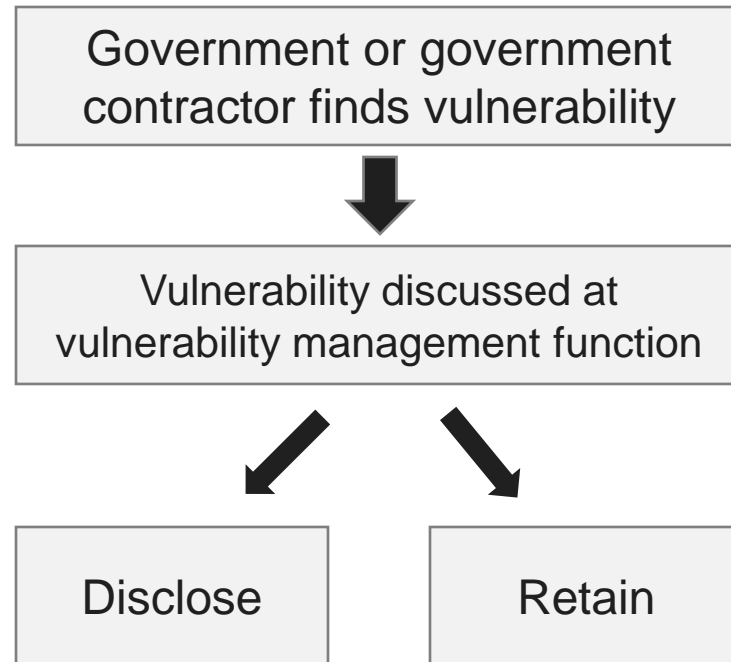 Government or government
contractor finds vulnerability
Vulnerability discussed at
vulnerability management function
Disclose
Retain